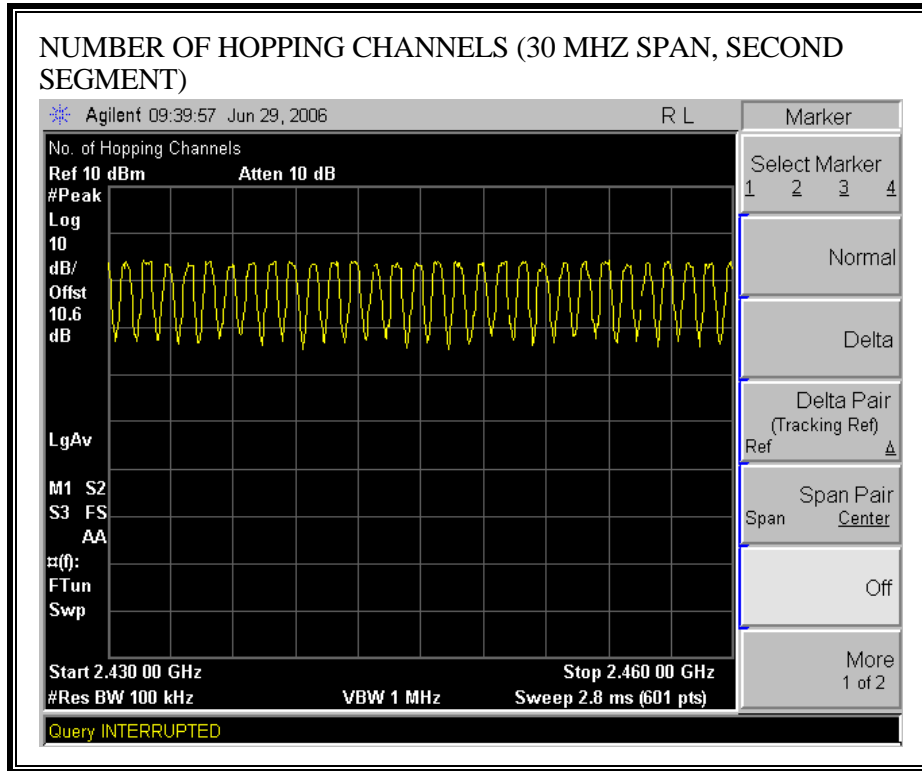 NUMBER OF HOPPING CHANNELS (30 MHZ SPAN, SECOND
SEGMENT)
Agilent 09:39:57 Jun 29, 2006 R L
No. of Hopping Channels
Ref 10 dBm Atten 10 dB
#Peak
Log
10
dB/
Offst
10.6
dB
LgAv
M1 S2
S3 FS
AA
¤(f):
FTun
Swp
Start 2.430 00 GHz Stop 2.460 00 GHz
#Res BW 100 kHz VBW 1 MHz Sweep 2.8 ms (601 pts)
Query INTERRUPTED
Marker
Select Marker
1 2 3 4
Normal
Delta
Delta Pair
(Tracking Ref)
Ref Δ
Span Pair
Span Center
Off
More
1 of 2